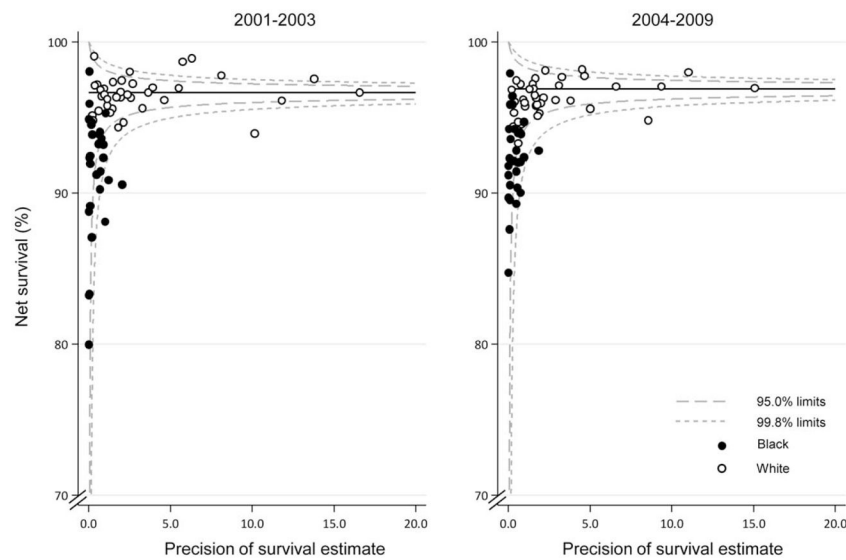 2001-2003
2004-2009
Net survival (%)
100
90
80
70
100
90
80
70
95.0% limits
99.8% limits
Black
White
0.0 5.0 10.0 15.0 20.0
0.0 5.0 10.0 15.0 20.0
Precision of survival estimate
Precision of survival estimate